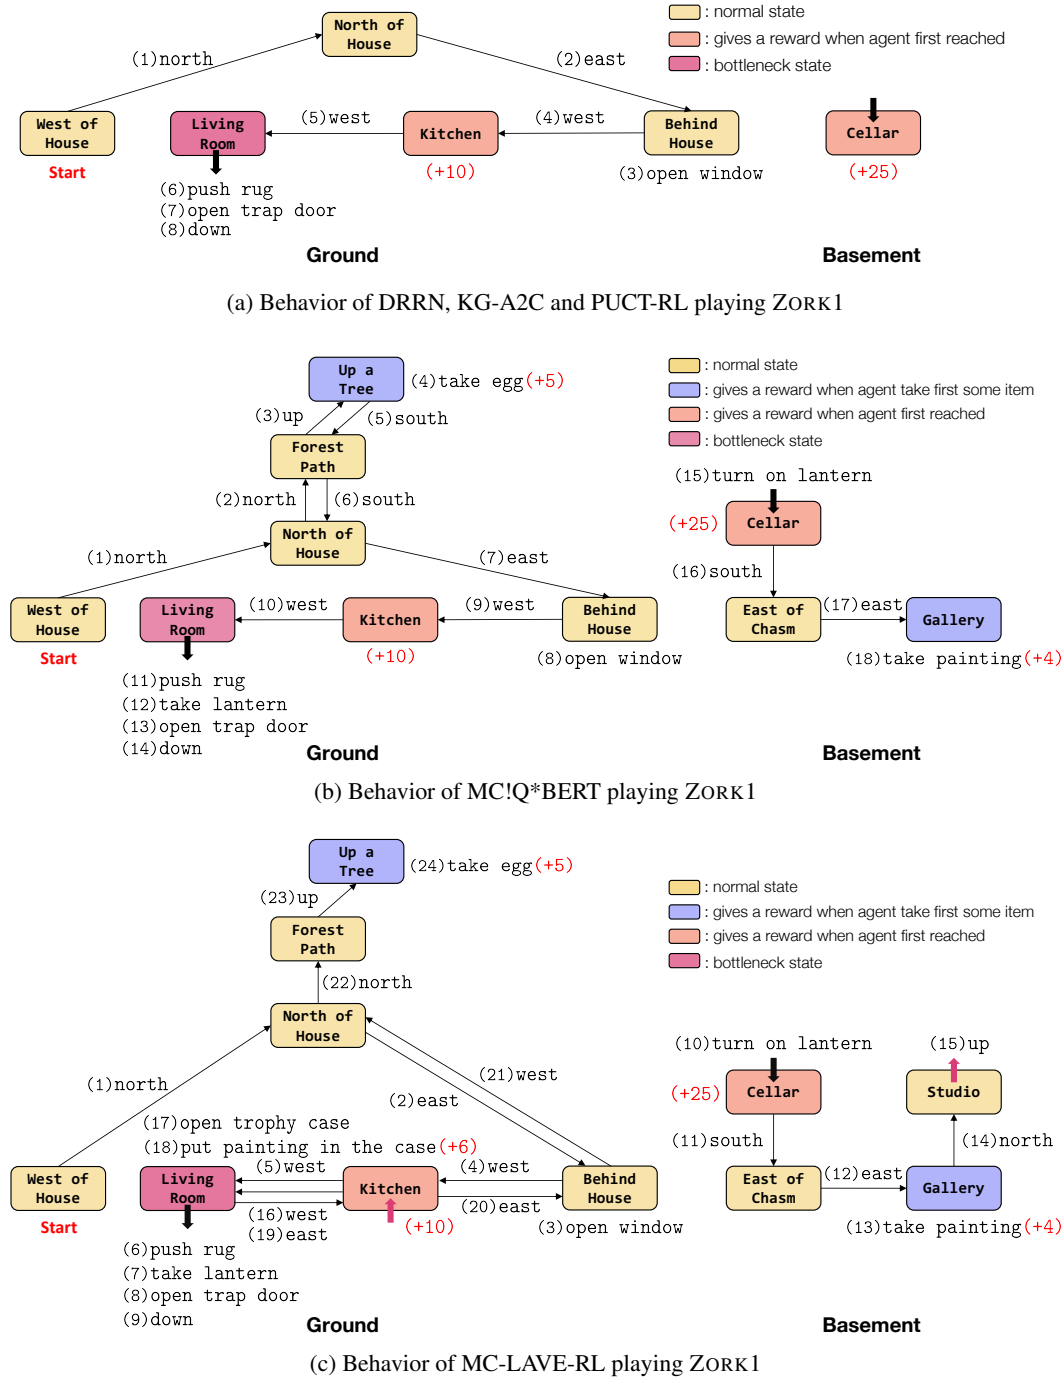 North of
House
: normal state
: gives a reward when agent first reached
: bottleneck state
(1)north
(2)east
West of
House
Start
Living
Room
(5)west
Kitchen
(+10)
(4)west
Behind
House
(3)open window
Cellar
(+25)
(6)push rug
(7)open trap door
(8)down
Ground
Basement
(a) Behavior of DRRN, KG-A2C and PUCT-RL playing ZORK1
Up a
Tree
(4)take egg(+5)
: normal state
: gives a reward when agent take first some item
: gives a reward when agent first reached
: bottleneck state
(3)up
(5)south
Forest
Path
(2)north
(6)south
North of
House
(1)north
(7)east
(15)turn on lantern
(+25)
Cellar
(16)south
West of
House
Start
Living
Room
(10)west
Kitchen
(+10)
(9)west
Behind
House
(8)open window
East of
Chasm
(17)east
Gallery
(18)take painting(+4)
(11)push rug
(12)take lantern
(13)open trap door
(14)down
Ground
Basement
(b) Behavior of MC!Q*BERT playing ZORK1
Up a
Tree
(24)take egg(+5)
: normal state
: gives a reward when agent take first some item
: gives a reward when agent first reached
: bottleneck state
(23)up
Forest
Path
(22)north
North of
House
(1)north
(21)west
(2)east
(10)turn on lantern
(15)up
(+25)
Cellar
Studio
(11)south
(14)north
(17)open trophy case
(18)put painting in the case(+6)
West of
House
Start
Living
Room
(5)west
(16)west
(19)east
Kitchen
(+10)
(4)west
(20)east
Behind
House
(3)open window
East of
Chasm
(12)east
Gallery
(13)take painting(+4)
(6)push rug
(7)take lantern
(8)open trap door
(9)down
Ground
Basement
(c) Behavior of MC-LAVE-RL playing ZORK1